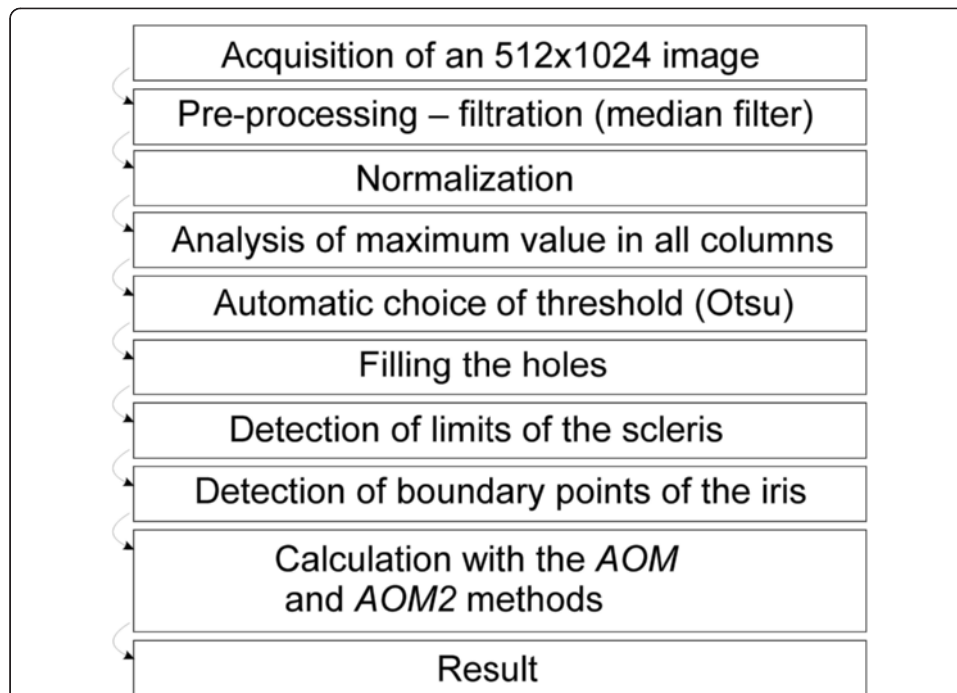 Acquisition of an 512x1024 image
Pre-processing – filtration (median filter)
Normalization
Analysis of maximum value in all columns
Automatic choice of threshold (Otsu)
Filling the holes
Detection of limits of the scleris
Detection of boundary points of the iris
Calculation with the AOM
and AOM2 methods
Result